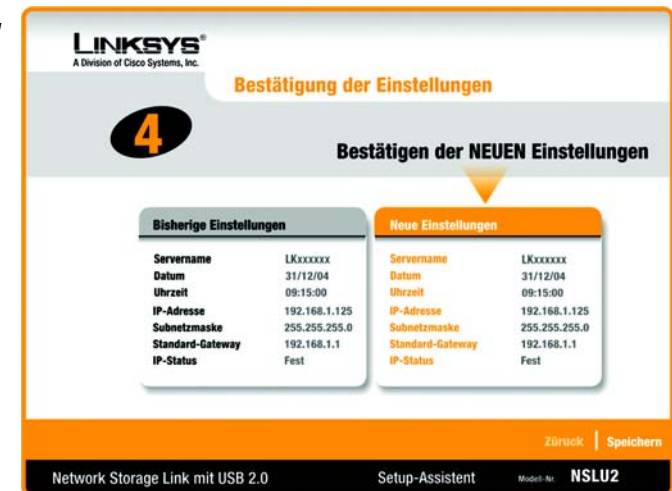 LINKSYS®
A Division of Cisco Systems, Inc.
Bestätigung der Einstellungen
4
Bestätigen der NEUEN Einstellungen
Bisherige Einstellungen
Servername LKxxxxxx
Datum 31/12/04
Uhrzeit 09:15:00
IP-Adresse 192.168.1.125
Subnetzmaske 255.255.255.0
Standard-Gateway 192.168.1.1
IP-Status Fest
Neue Einstellungen
Servername LKxxxxxx
Datum 31/12/04
Uhrzeit 09:15:00
IP-Adresse 192.168.1.125
Subnetzmaske 255.255.255.0
Standard-Gateway 192.168.1.1
IP-Status Fest
Züruck | Speichern
Network Storage Link mit USB 2.0 Setup-Assistent Modell-Nr. NSLU2